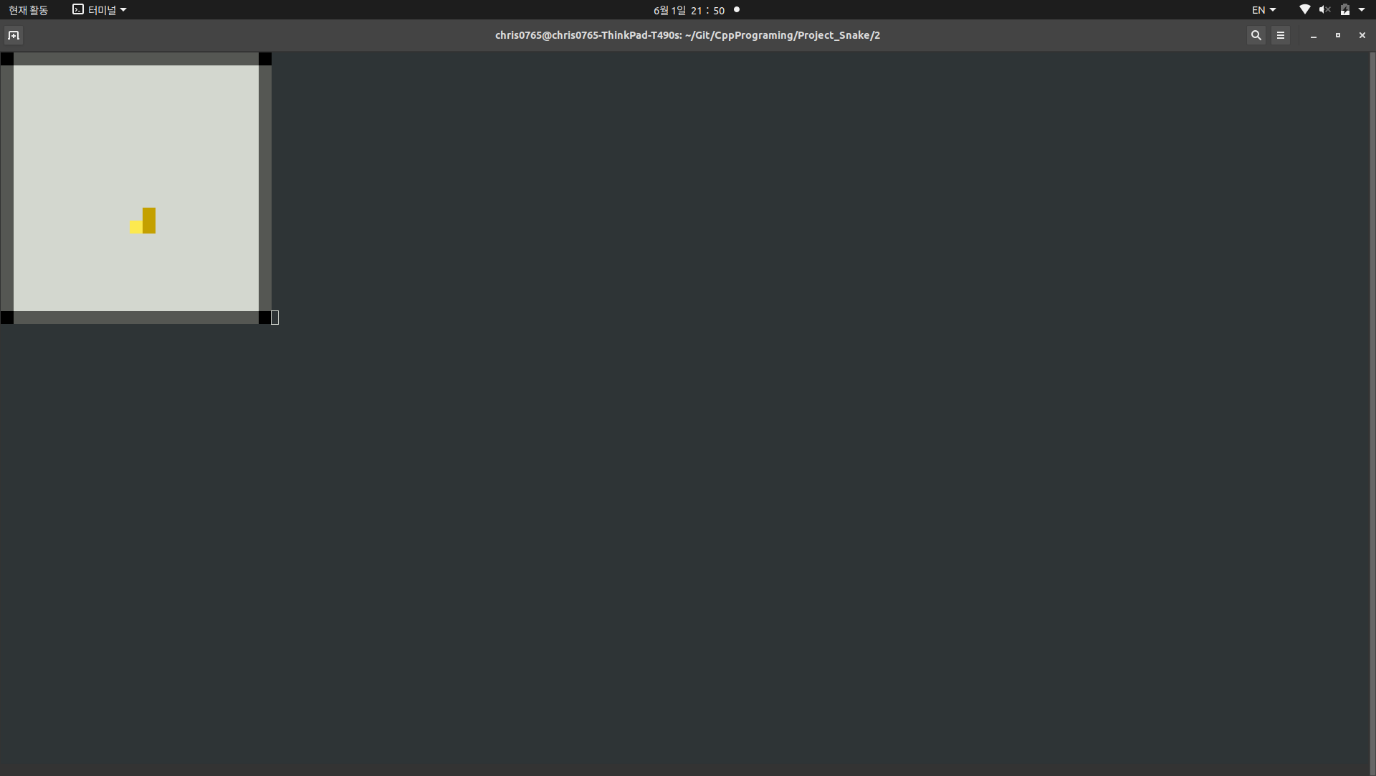 현재 활동 터미널 6월 1일 21 : 50 EN
chris0765@chris0765-ThinkPad-T490s: ~/Git/CppPrograming/Project_Snake/2